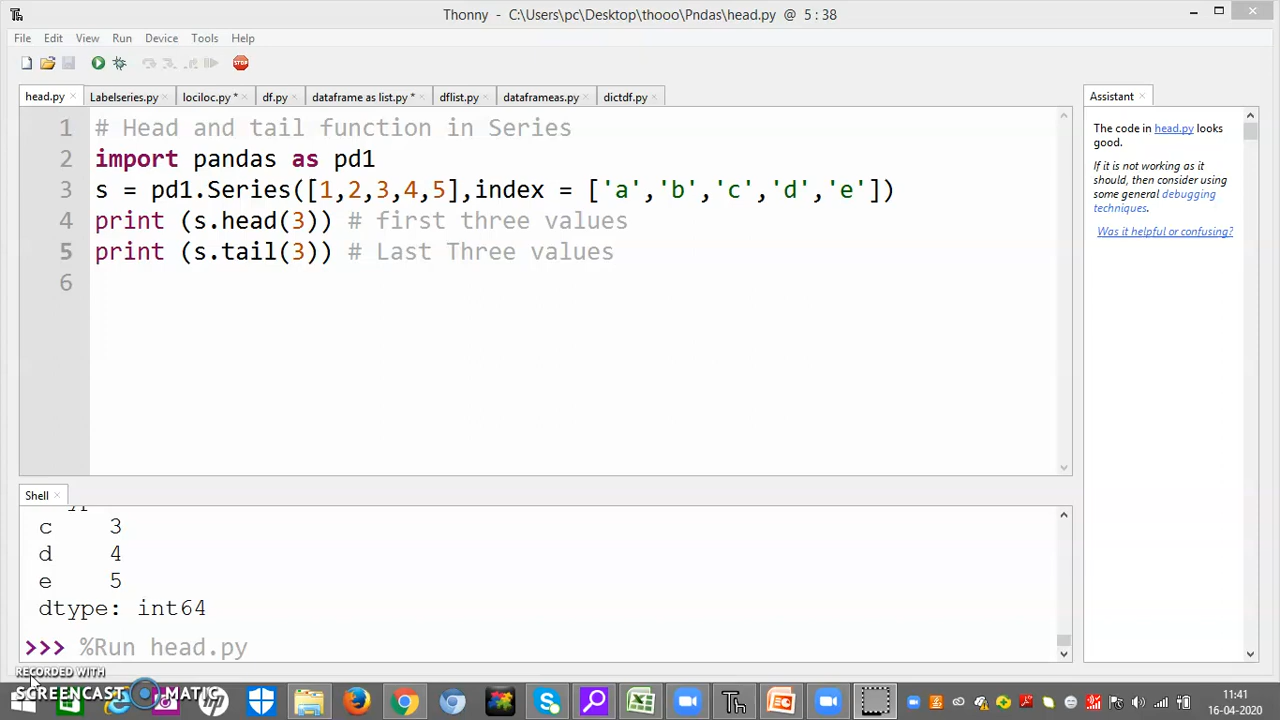 Thonny - C:\Users\pc\Desktop\thooo\Pndas\head.py @ 5 : 38
File Edit View Run Device Tools Help
STOP
head.py Labelseries.py lociloc.py * df.py dataframe as list.py * dflist.py dataframeas.py dictdf.py
1 # Head and tail function in Series
2 import pandas as pd1
3 s = pd1.Series([1,2,3,4,5],index = ['a','b','c','d','e'])
4 print (s.head(3)) # first three values
5 print (s.tail(3)) # Last Three values
6
Assistant
The code in head.py looks
good.
If it is not working as it
should, then consider using
some general debugging
techniques.
Was it helpful or confusing?
Shell
c 3
d 4
e 5
dtype: int64
>>> %Run head.py
RECORDED WITH
SCREENCAST MATIC
11:41
16-04-2020